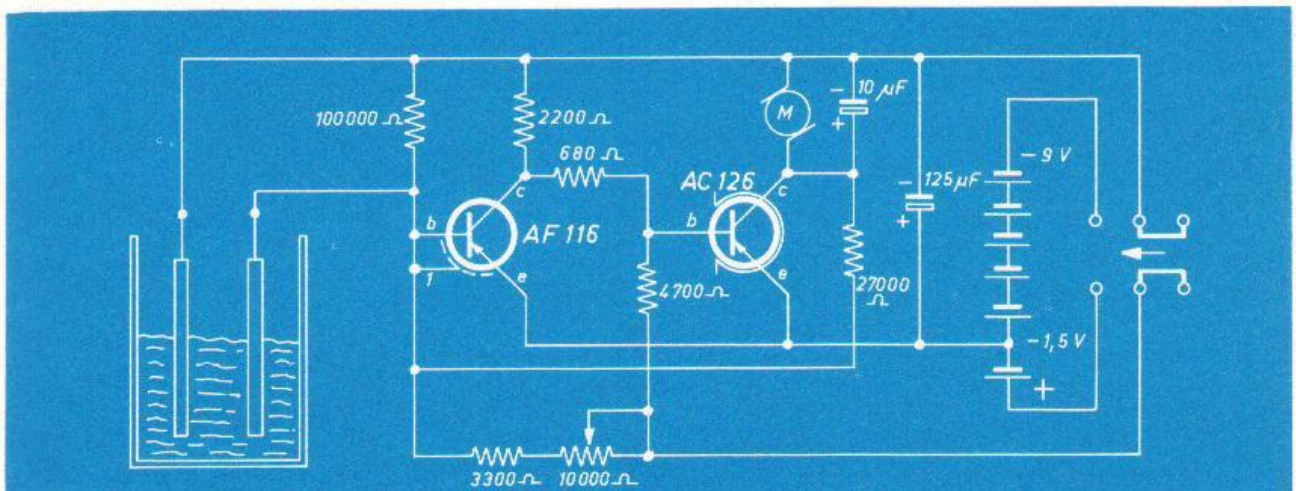 100000 Ω
2200 Ω
680 Ω
M
- 10 µF
+
AC 126
c
c
b
b
AF 116
1
e
e
4700 Ω
27000
Ω
- 125 µF
+
- 9 V
- 1,5 V
+
3300 Ω
10000 Ω